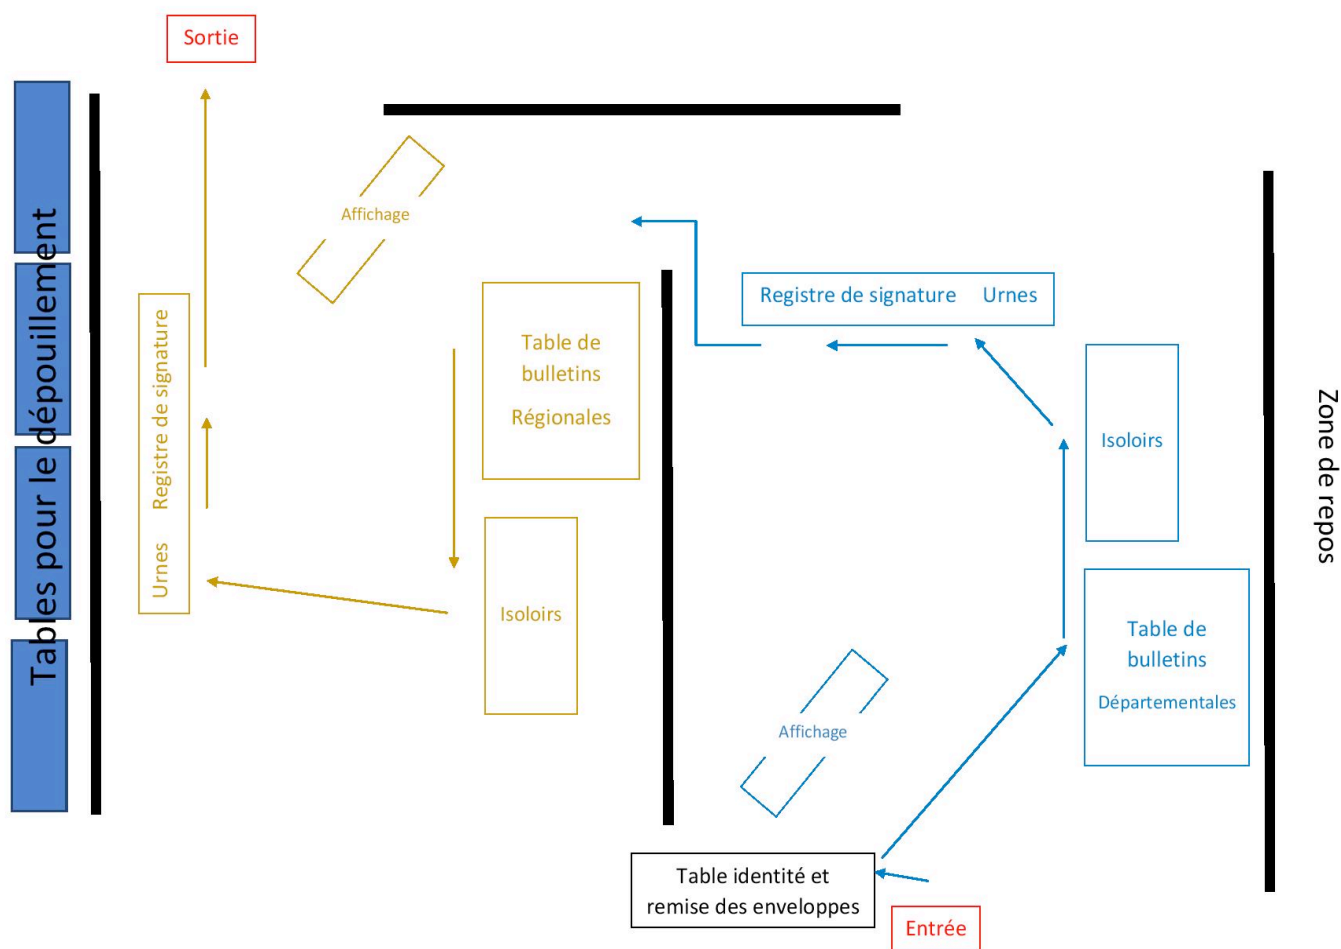 Sortie
Affichage
Tables pour le dépouillement
Urnes    Registre de signature
Table de
bulletins
Régionales
Isoloirs
Registre de signature    Urnes
Isoloirs
Zone de repos
Table de
bulletins
Départementales
Affichage
Table identité et
remise des enveloppes
Entrée